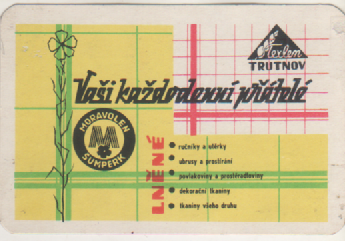 Texlen
TRUTNOV
Vaši každodenní přátelé
MORAVOLEN
M
ŠUMPERK
LNĚNÉ
• ručníky a utěrky
• ubrusy a prostírání
• povlakoviny a prostěradloviny
• dekorační tkaniny
• tkaniny všeho druhu